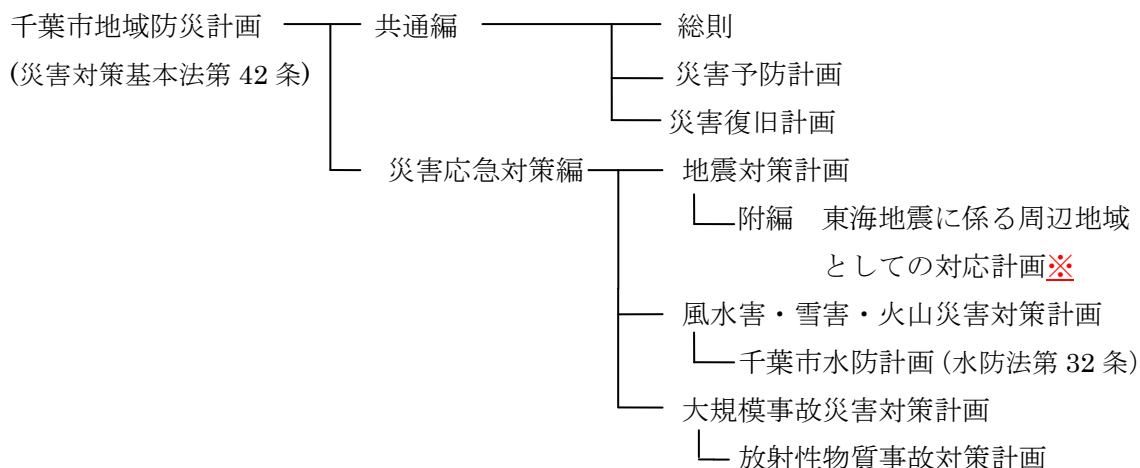 千葉市地域防災計画 共通編 総則
(災害対策基本法第 42 条) 災害予防計画
災害復旧計画
災害応急対策編 地震対策計画
附編 東海地震に係る周辺地域
としての対応計画※
風水害・雪害・火山災害対策計画
千葉市水防計画(水防法第 32 条)
大規模事故災害対策計画
放射性物質事故対策計画